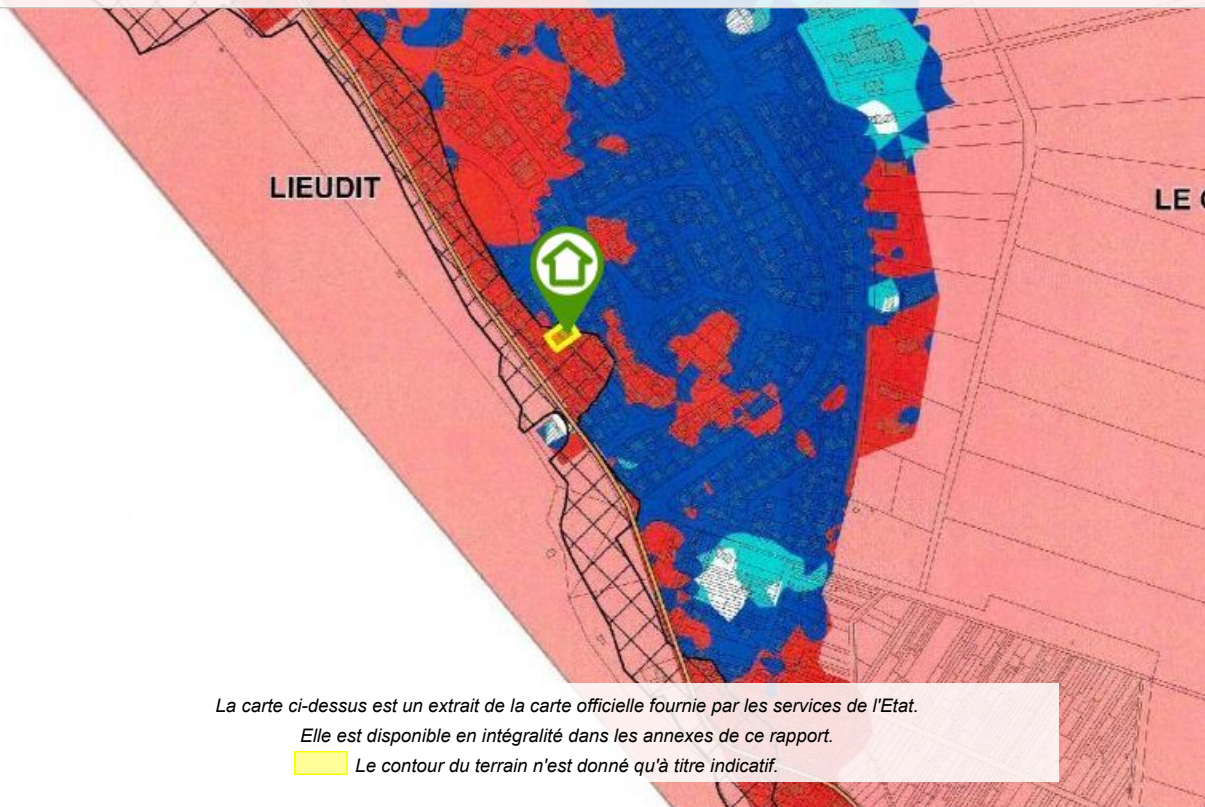 LIEUDIT
LE
La carte ci-dessus est un extrait de la carte officielle fournie par les services de l'Etat.
Elle est disponible en intégralité dans les annexes de ce rapport.
Le contour du terrain n'est donné qu'à titre indicatif.